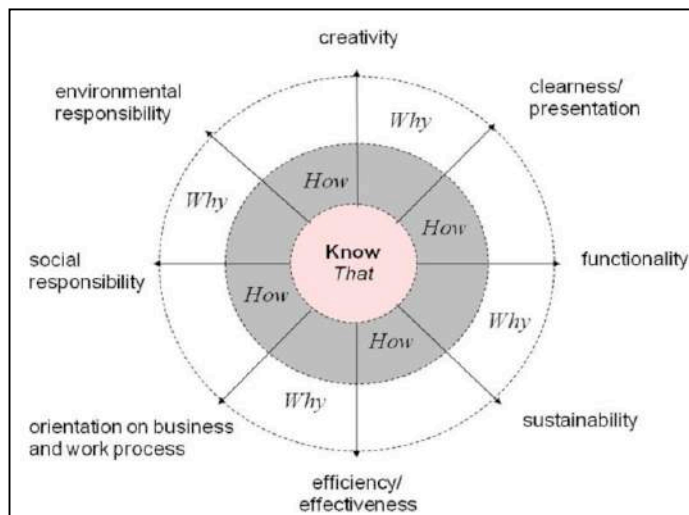 creativity
environmental
responsibility
clearness/
presentation
Why
How
Why
Know
That
How
social
responsibility
functionality
How
Why
How
Why
orientation on business
and work process
sustainability
efficiency/
effectiveness